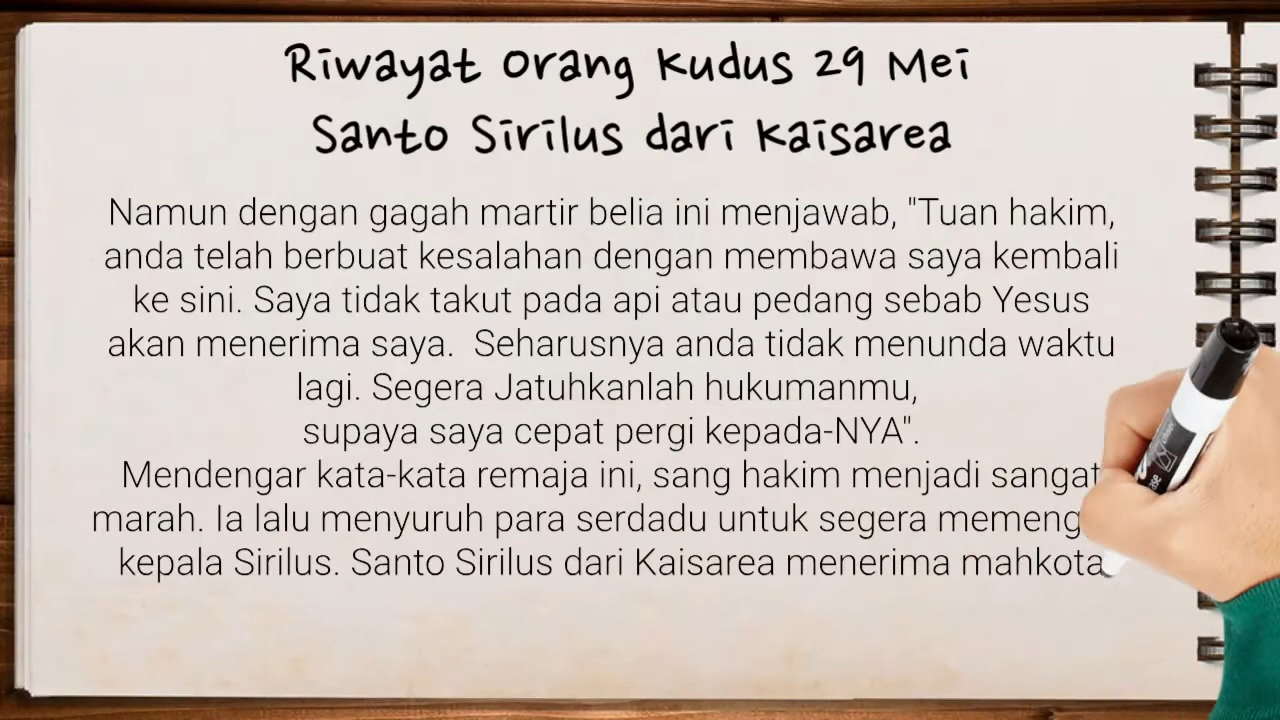 Riwayat Orang Kudus 29 Mei
Santo Sirilus dari Kaisarea
Namun dengan gagah martir belia ini menjawab, "Tuan hakim,
anda telah berbuat kesalahan dengan membawa saya kembali
ke sini. Saya tidak takut pada api atau pedang sebab Yesus
akan menerima saya.  Seharusnya anda tidak menunda waktu
lagi. Segera Jatuhkanlah hukumanmu,
supaya saya cepat pergi kepada-NYA".
Mendengar kata-kata remaja ini, sang hakim menjadi sangat
marah. Ia lalu menyuruh para serdadu untuk segera
kepala Sirilus. Santo Sirilus dari Kaisarea menerima mahkota